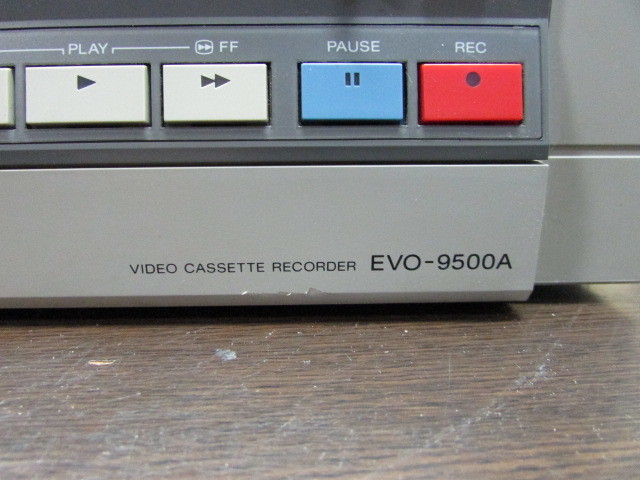 PLAY FF PAUSE REC
VIDEO CASSETTE RECORDER EVO-9500A